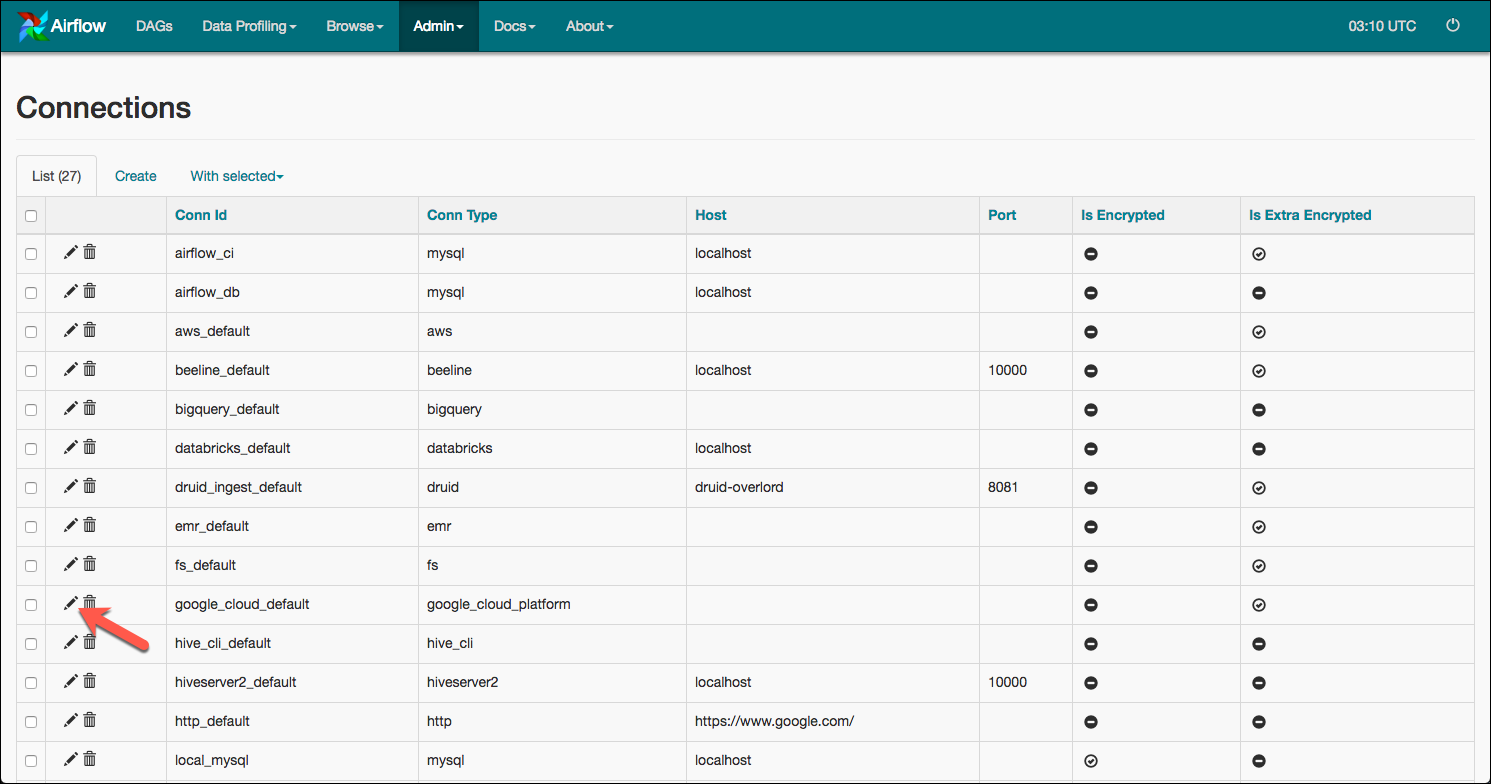 Airflow DAGs Data Profiling Browse Admin Docs About 03:10 UTC
Connections
List (27) Create With selected
Conn Id Conn Type Host Port Is Encrypted Is Extra Encrypted
airflow_ci mysql localhost
airflow_db mysql localhost
aws_default aws
beeline_default beeline localhost 10000
bigquery_default bigquery
databricks_default databricks localhost
druid_ingest_default druid druid-overlord 8081
emr_default emr
fs_default fs
google_cloud_default google_cloud_platform
hive_cli_default hive_cli
hiveserver2_default hiveserver2 localhost 10000
http_default http https://www.google.com/
local_mysql mysql localhost